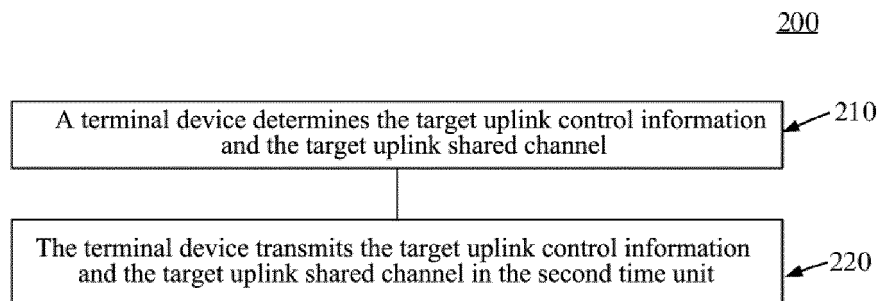 200
A terminal device determines the target uplink control information
and the target uplink shared channel
210
The terminal device transmits the target uplink control information
and the target uplink shared channel in the second time unit
220